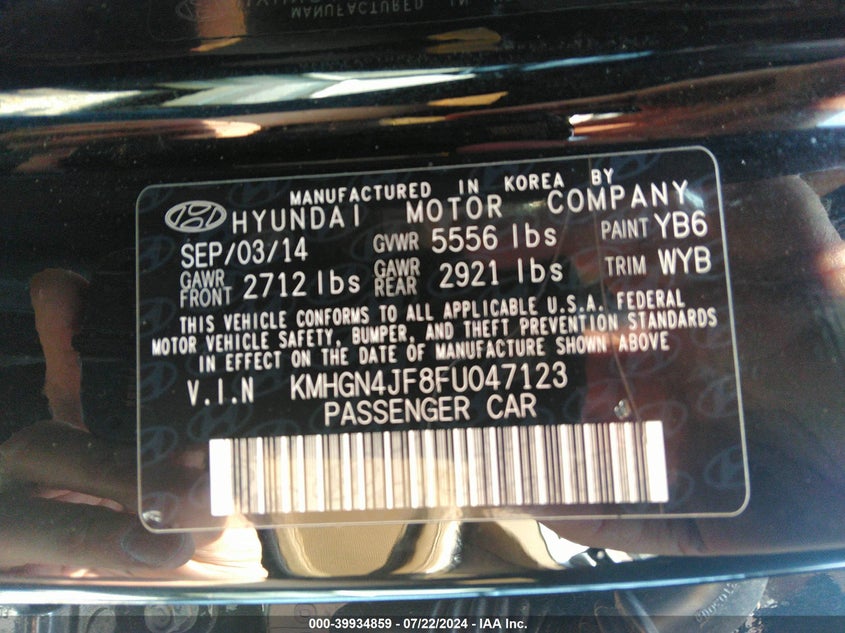 MANUFACTURED IN KOREA BY
HYUNDAI MOTOR COMPANY
SEP/03/14 GVWR 5556 lbs PAINT YB6
GAWR FRONT 2712 lbs GAWR REAR 2921 lbs TRIM WYB
THIS VEHICLE CONFORMS TO ALL APPLICABLE U.S.A. FEDERAL
MOTOR VEHICLE SAFETY, BUMPER, AND THEFT PREVENTION STANDARDS
IN EFFECT ON THE DATE OF MANUFACTURE SHOWN ABOVE
V.I.N KMHGN4JF8FU047123
PASSENGER CAR
000-39934859 / 07/22/2024 - IAA Inc.